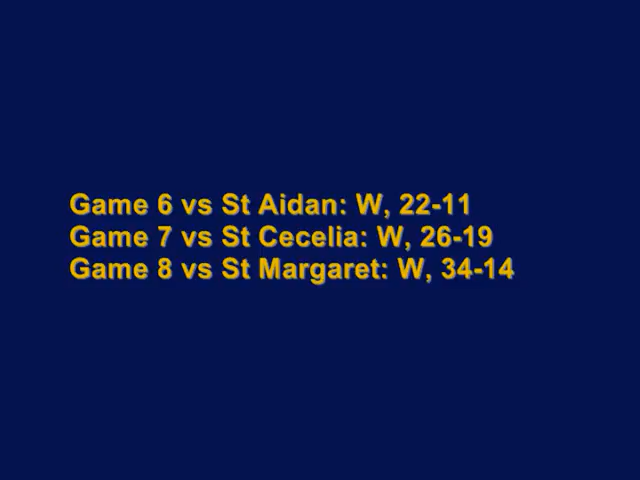 Game 6 vs St Aidan: W, 22-11
Game 7 vs St Cecelia: W, 26-19
Game 8 vs St Margaret: W, 34-14